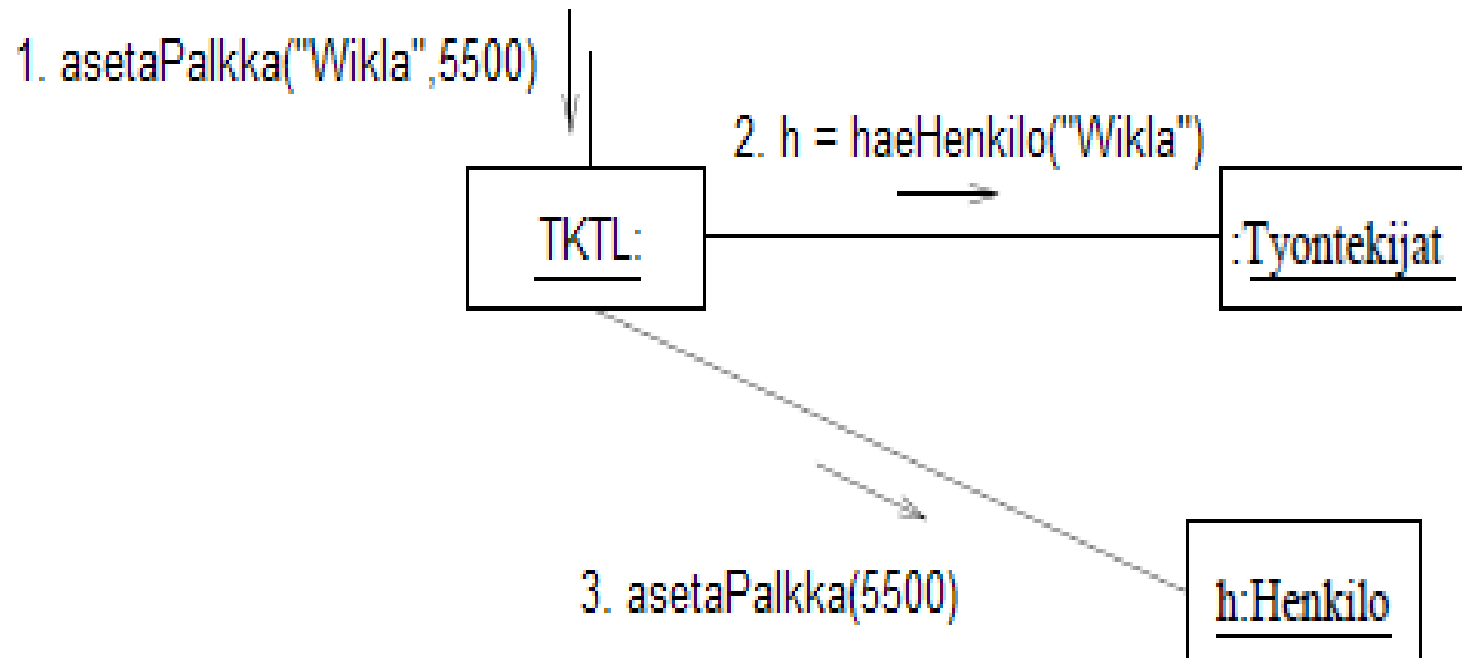 1. asetaPalkka("Wikla",5500)
2. h = haeHenkilo("Wikla")
TKTL:
:Tyontekijat
3. asetaPalkka(5500)
h:Henkilo